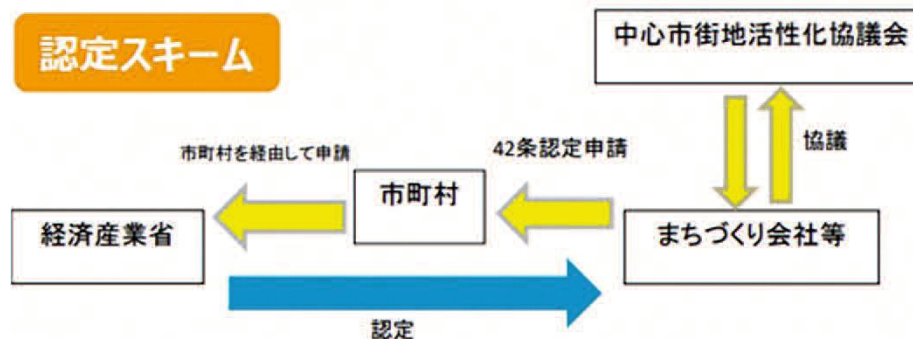 認定スキーム
中心市街地活性化協議会
協議
市町村を経由して申請
42条認定申請
市町村
経済産業省
まちづくり会社等
認定